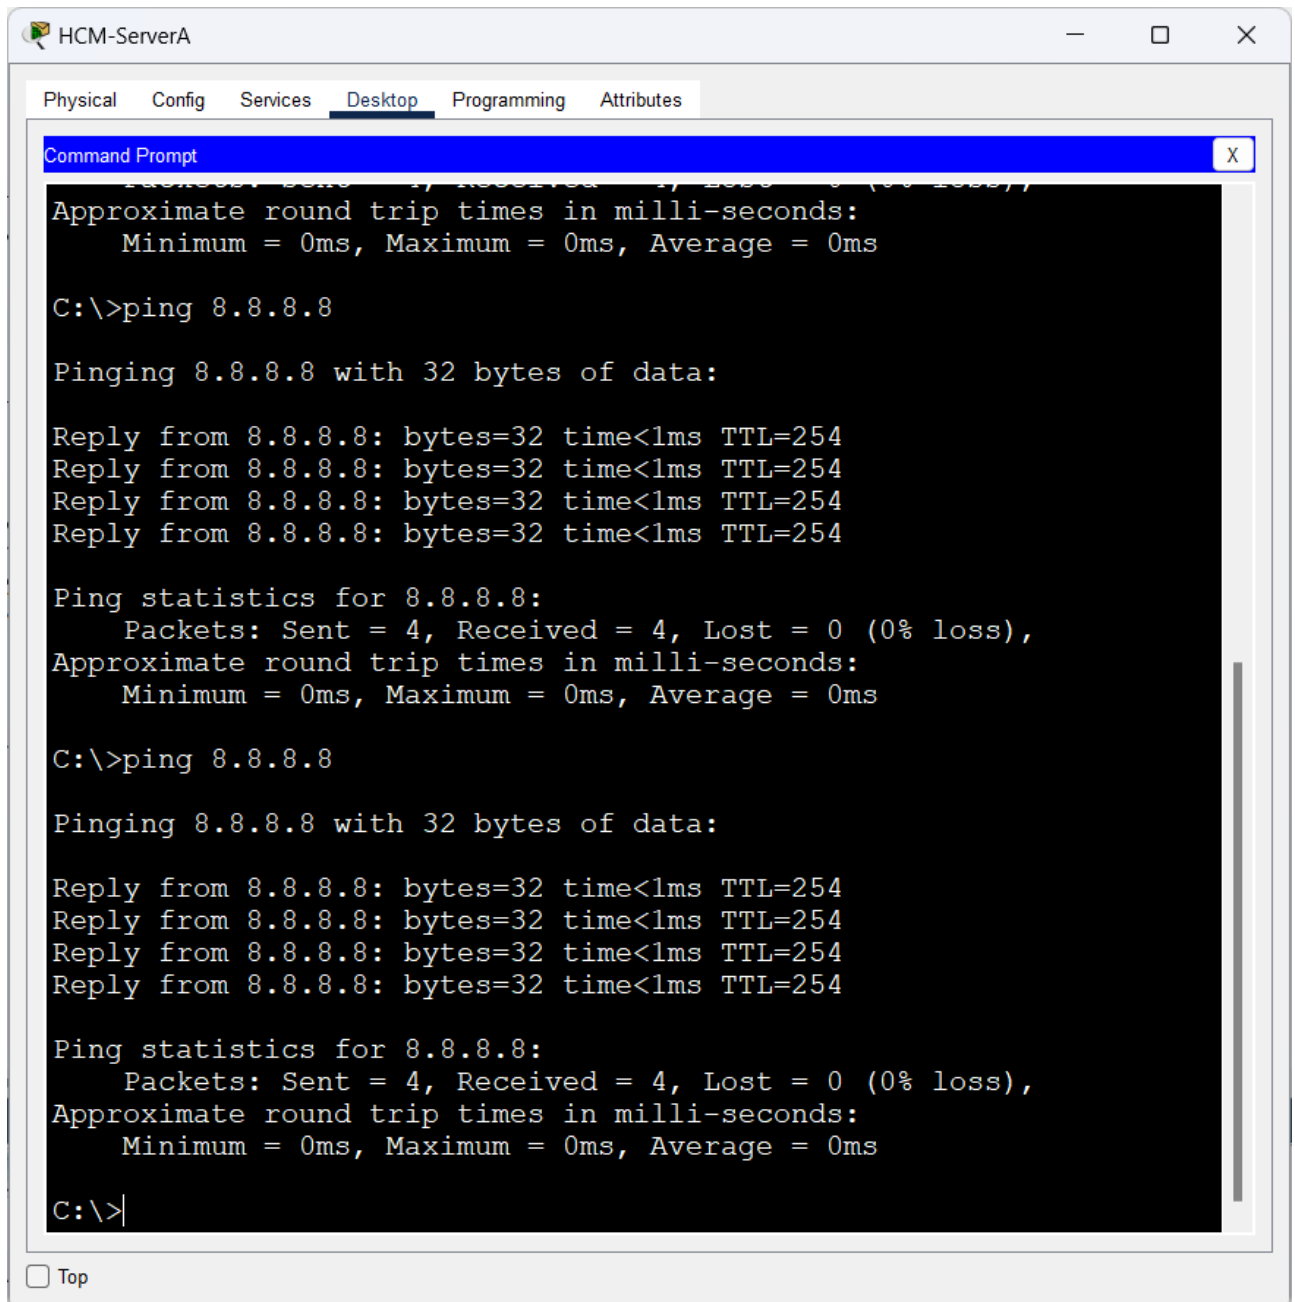 HCM-ServerA
Physical Config Services Desktop Programming Attributes
Command Prompt X
Packets: Sent = 4, Received = 4, Lost = 0 (0% loss),
Approximate round trip times in milli-seconds:
Minimum = 0ms, Maximum = 0ms, Average = 0ms
C:\>ping 8.8.8.8
Pinging 8.8.8.8 with 32 bytes of data:
Reply from 8.8.8.8: bytes=32 time<1ms TTL=254
Reply from 8.8.8.8: bytes=32 time<1ms TTL=254
Reply from 8.8.8.8: bytes=32 time<1ms TTL=254
Reply from 8.8.8.8: bytes=32 time<1ms TTL=254
Ping statistics for 8.8.8.8:
Packets: Sent = 4, Received = 4, Lost = 0 (0% loss),
Approximate round trip times in milli-seconds:
Minimum = 0ms, Maximum = 0ms, Average = 0ms
C:\>ping 8.8.8.8
Pinging 8.8.8.8 with 32 bytes of data:
Reply from 8.8.8.8: bytes=32 time<1ms TTL=254
Reply from 8.8.8.8: bytes=32 time<1ms TTL=254
Reply from 8.8.8.8: bytes=32 time<1ms TTL=254
Reply from 8.8.8.8: bytes=32 time<1ms TTL=254
Ping statistics for 8.8.8.8:
Packets: Sent = 4, Received = 4, Lost = 0 (0% loss),
Approximate round trip times in milli-seconds:
Minimum = 0ms, Maximum = 0ms, Average = 0ms
C:\>
Top